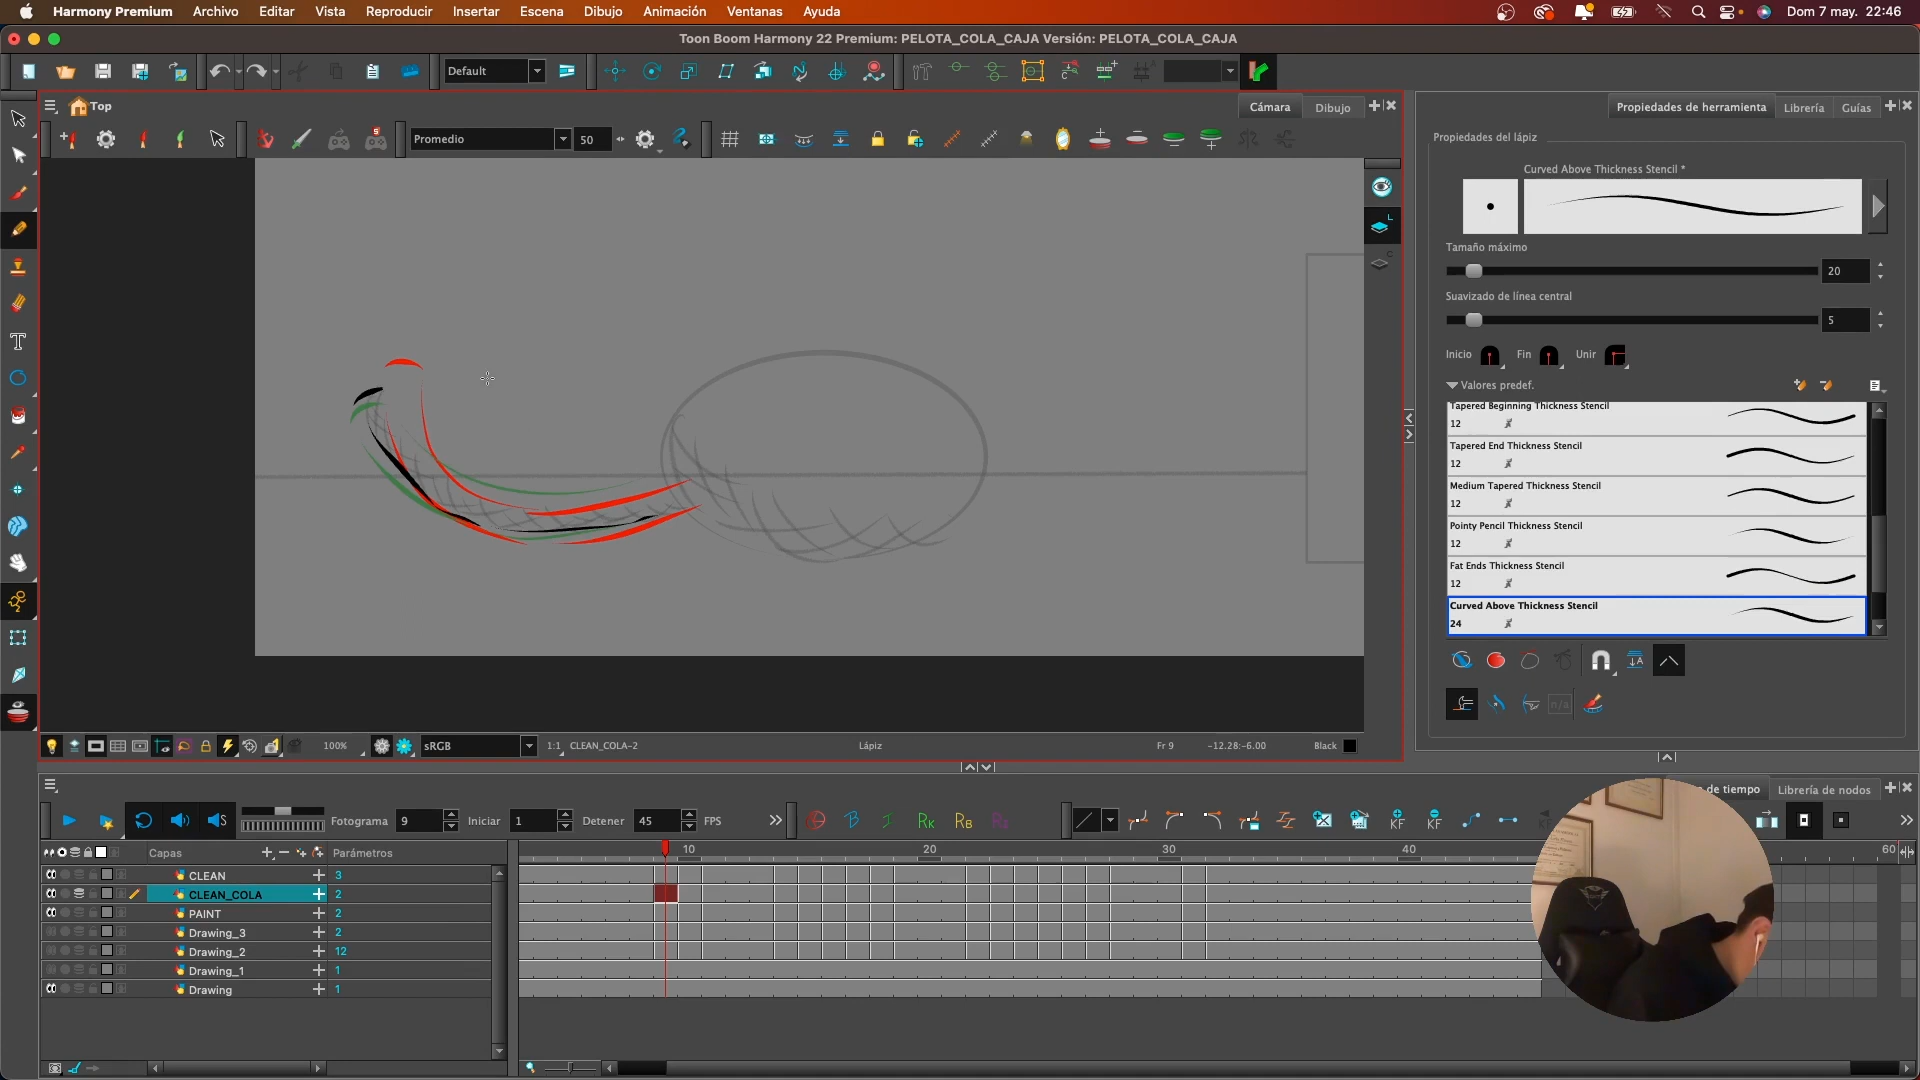 Harmony Premium Archivo Editar Vista Reproducir Insertar Escena Dibujo Animación Ventanas Ayuda Dom 7 may. 22:46
Toon Boom Harmony 22 Premium: PELOTA_COLA_CAJA Versión: PELOTA_COLA_CAJA
Default
Top Cámara Dibujo Propiedades de herramienta Librería Guías
Promedio 50
Propiedades del lápiz
Curved Above Thickness Stencil *
Tamaño máximo
20
Suavizado de línea central
5
Inicio Fin Unir
Valores predef.
Tapered Beginning Thickness Stencil
12
Tapered End Thickness Stencil
12
Medium Tapered Thickness Stencil
12
Pointy Pencil Thickness Stencil
12
Fat Ends Thickness Stencil
12
Curved Above Thickness Stencil
24
n/a
100% sRGB 1:1 CLEAN_COLA-2 Lápiz Fr 9 -12.28:-6.00 Black
de tiempo Librería de nodos
Fotograma 9 Iniciar 1 Detener 45 FPS
RK RB
KF KF
Capas Parámetros 10 20 30 40 60
CLEAN 3
CLEAN_COLA 2
PAINT 2
Drawing_3 2
Drawing_2 12
Drawing_1 1
Drawing 1